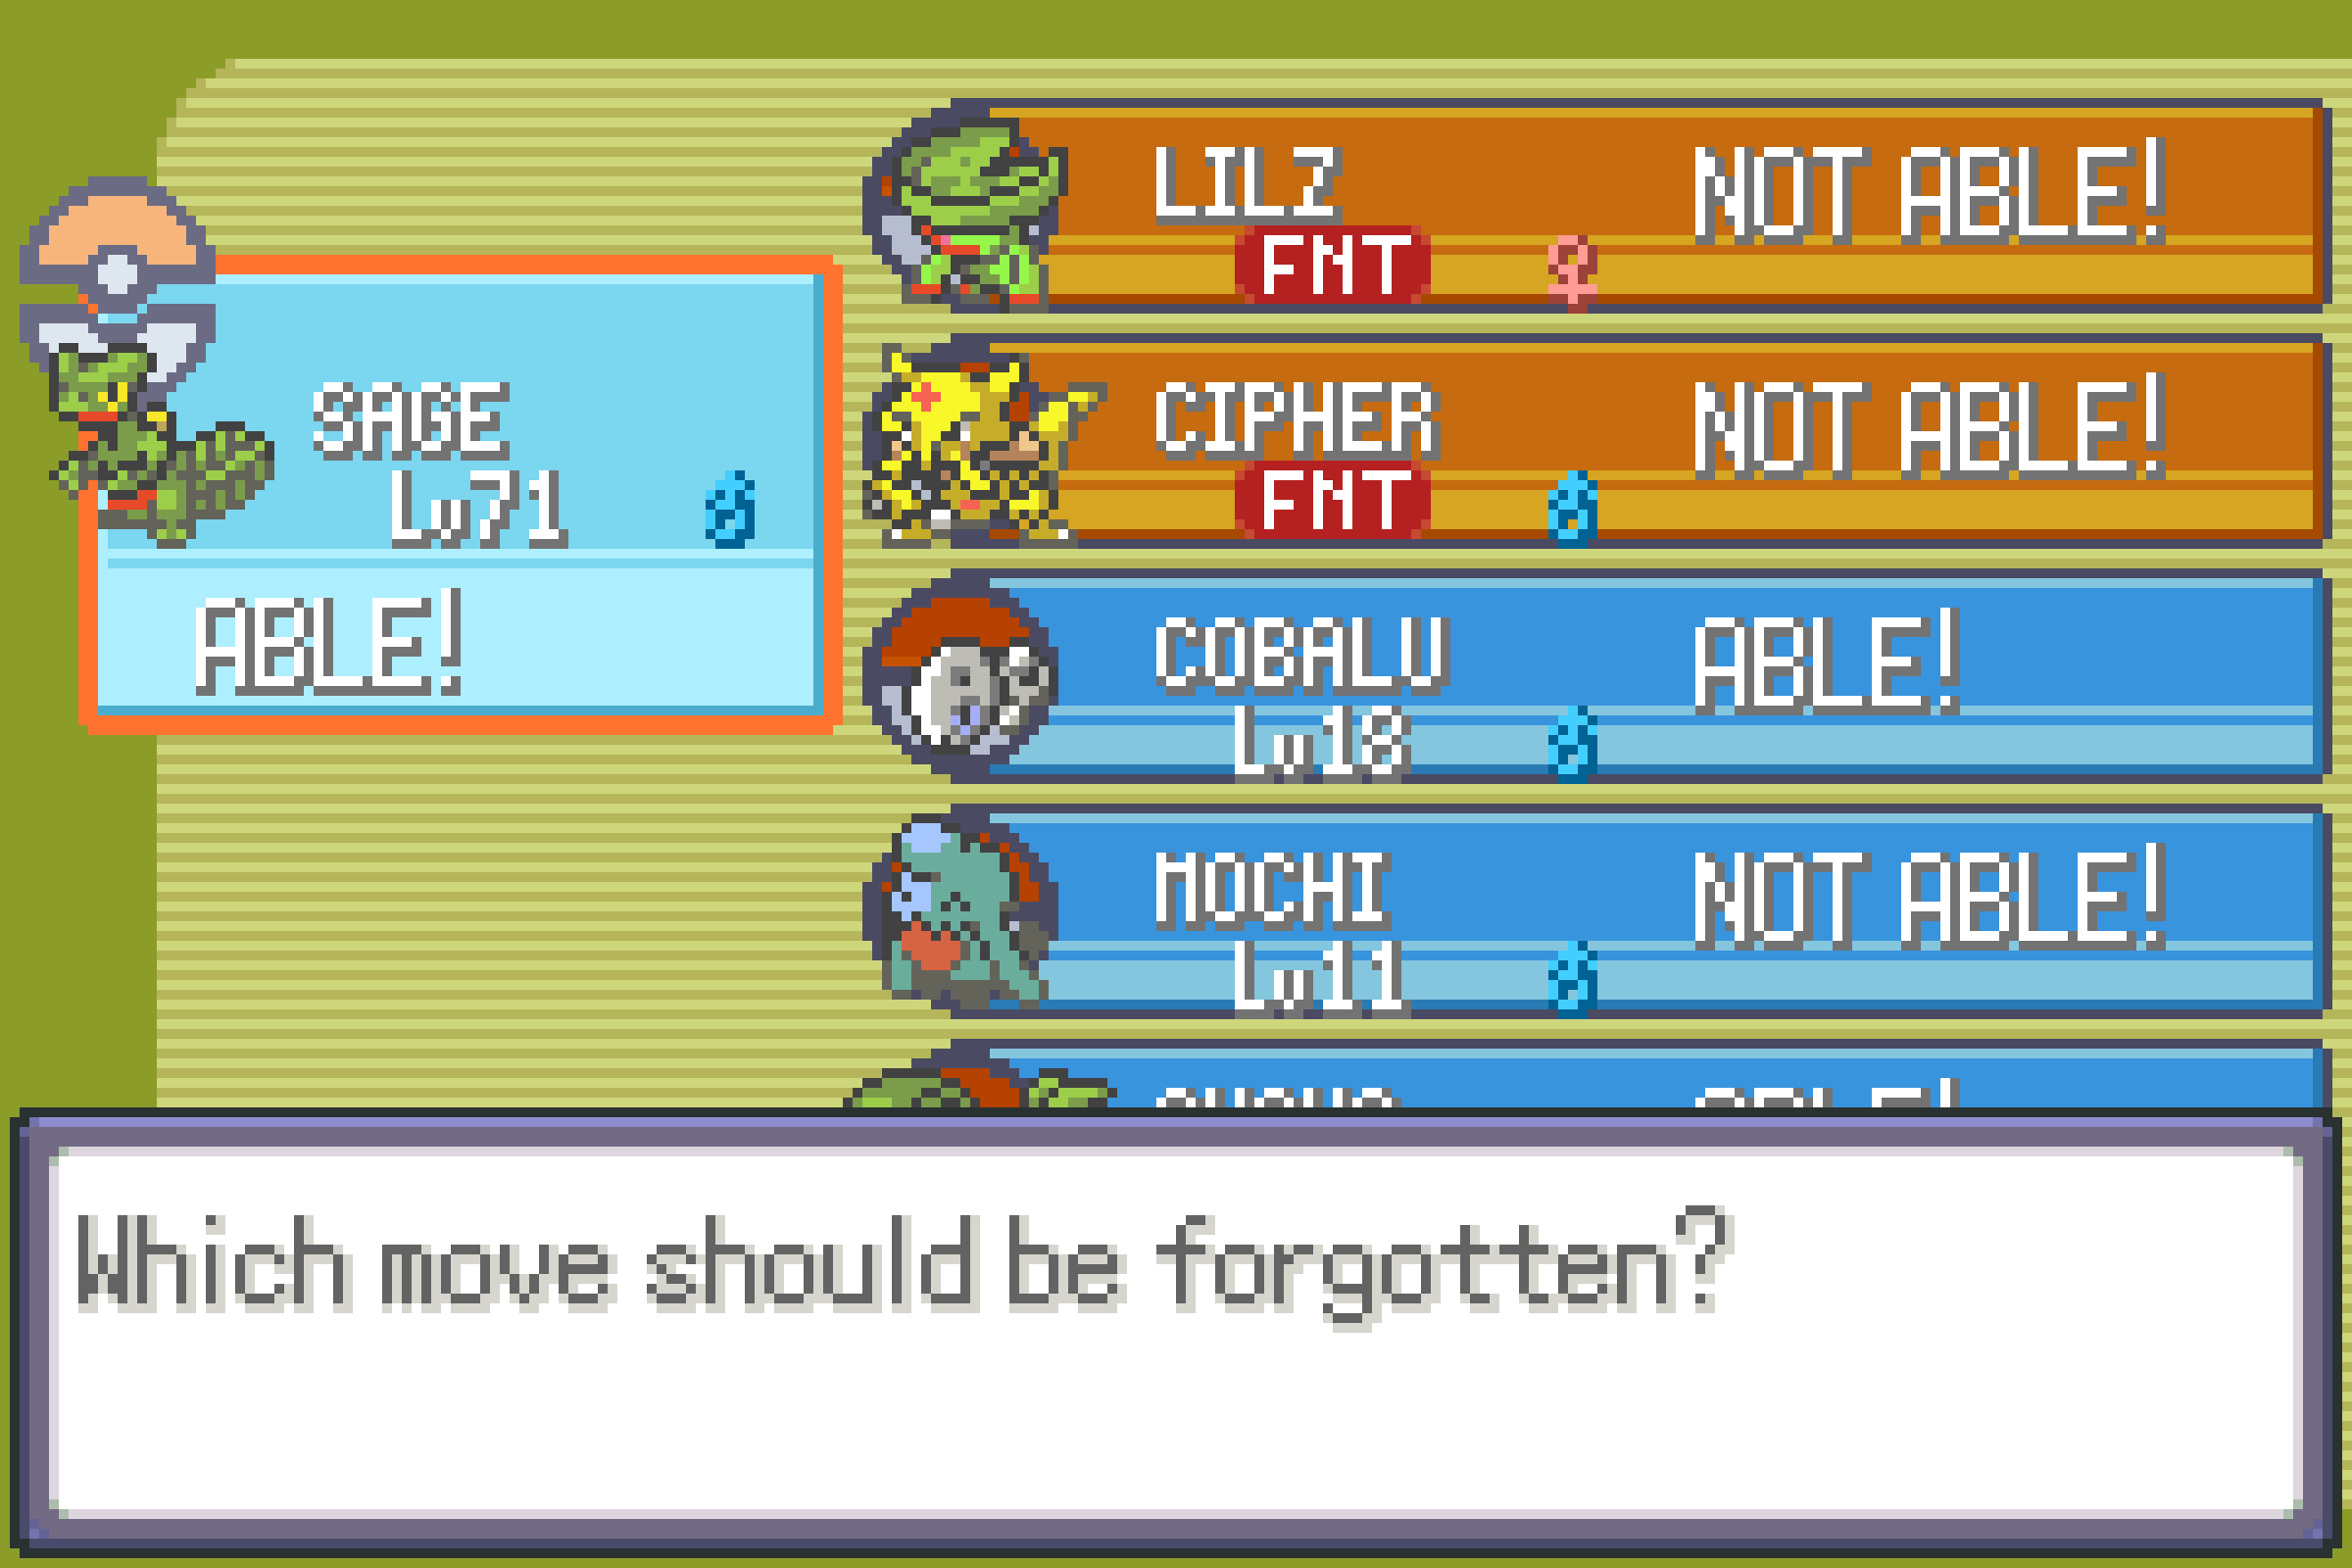 SAGE
Lv71 ♂
ABLE!
LILZ NOT ABLE!
FNT ♀
CIPHER NOT ABLE!
FNT ♂
COBALU ABLE!
Lv18 ♂
MOCHI NOT ABLE!
Lv11 ♂
ABLE!
Which move should be forgotten?